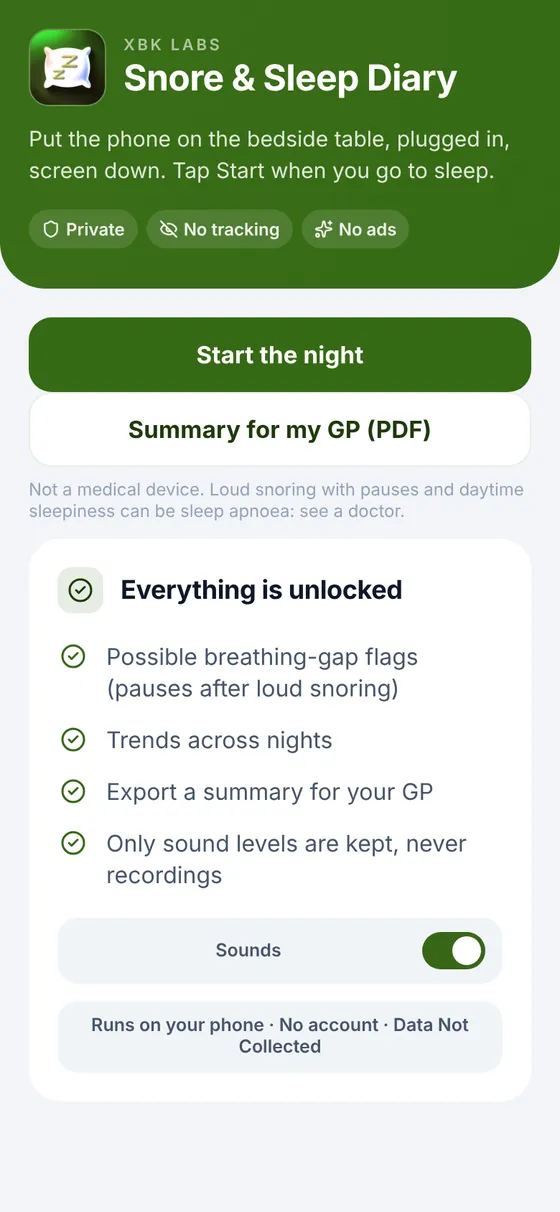 XBK LABS
Snore & Sleep Diary
Put the phone on the bedside table, plugged in,
screen down. Tap Start when you go to sleep.
Private
No tracking
No ads
Start the night
Summary for my GP (PDF)
Not a medical device. Loud snoring with pauses and daytime
sleepiness can be sleep apnoea: see a doctor.
Everything is unlocked
Possible breathing-gap flags
(pauses after loud snoring)
Trends across nights
Export a summary for your GP
Only sound levels are kept, never
recordings
Sounds
Runs on your phone · No account · Data Not
Collected